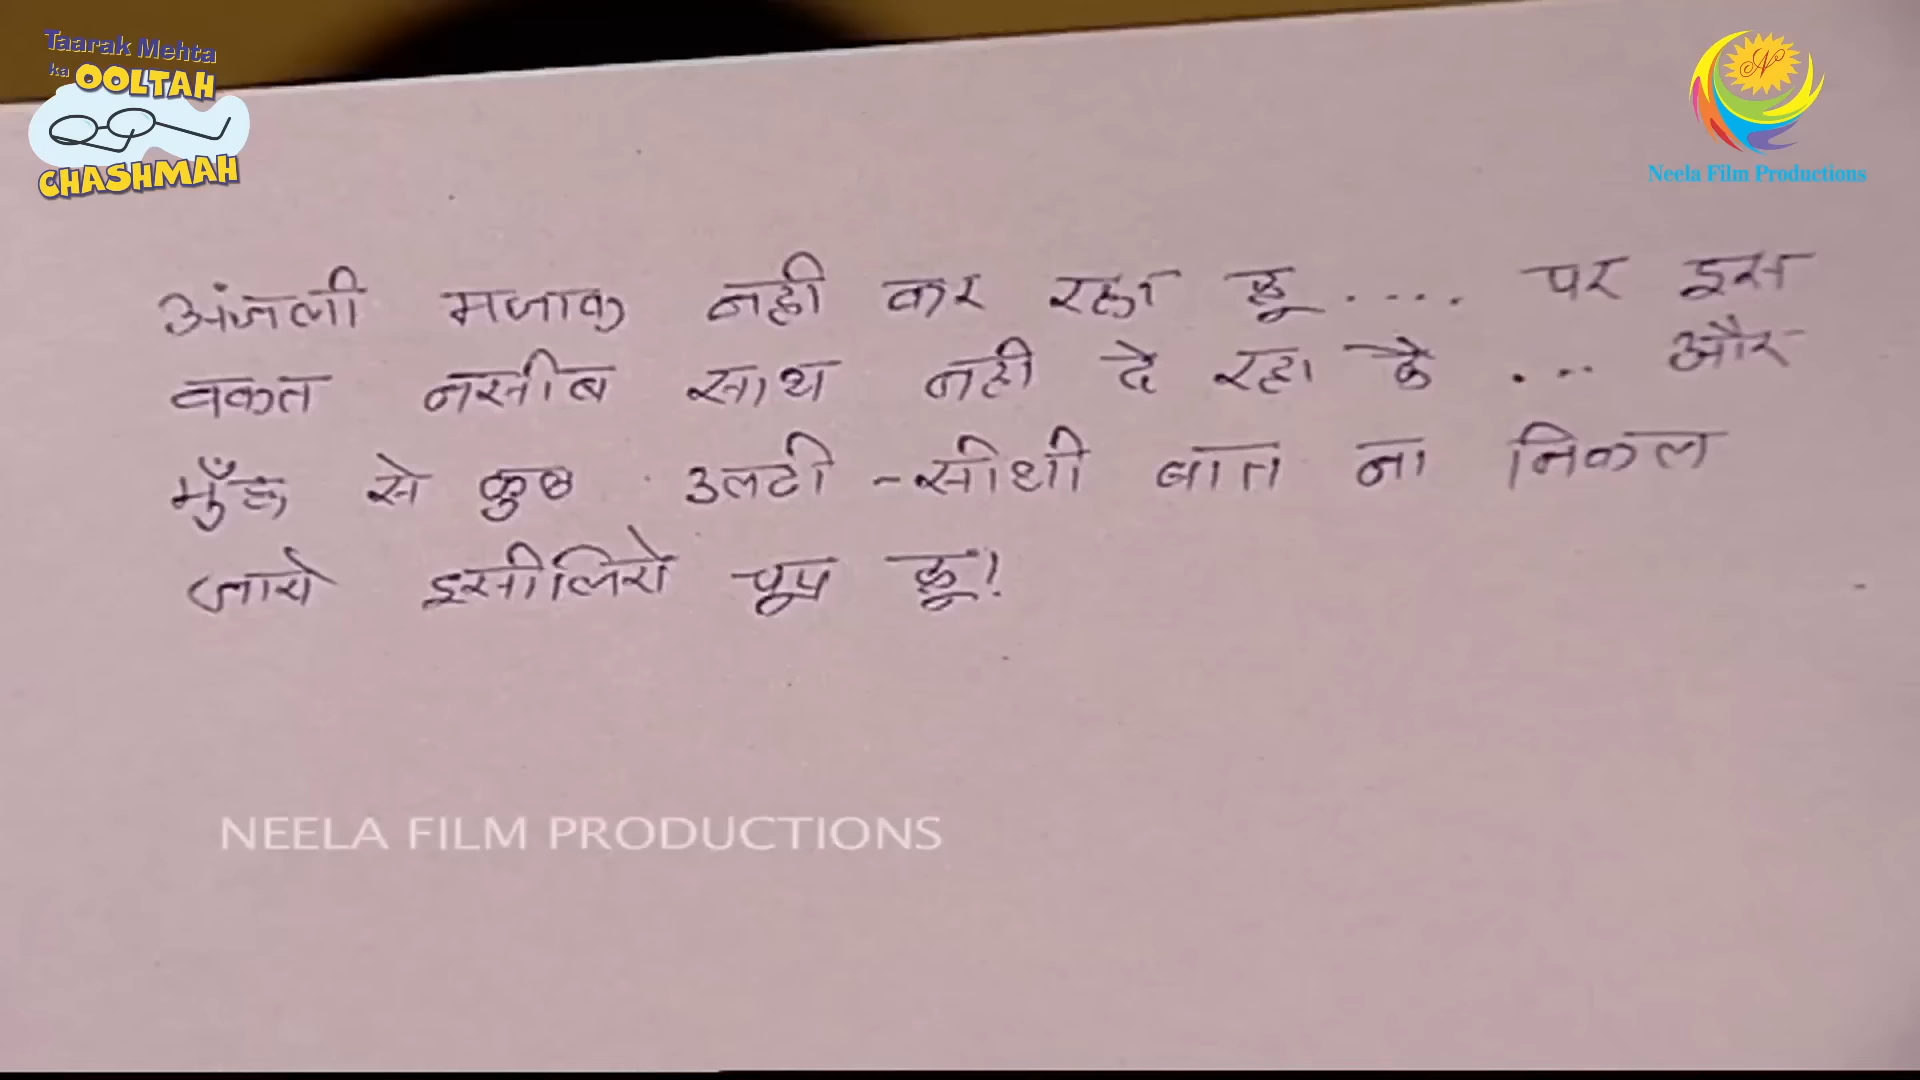 Taarak Mehta
ka OOLTAH
CHASHMAH
Neela Film Productions
अंजली मजाक नही कर रहा हू.... पर इस
वकत नसीब साथ नही दे रहा है ... और
मुँह से कुछ उलटी-सीधी बात ना निकल
जाये इसीलिये चूप हू!
NEELA FILM PRODUCTIONS